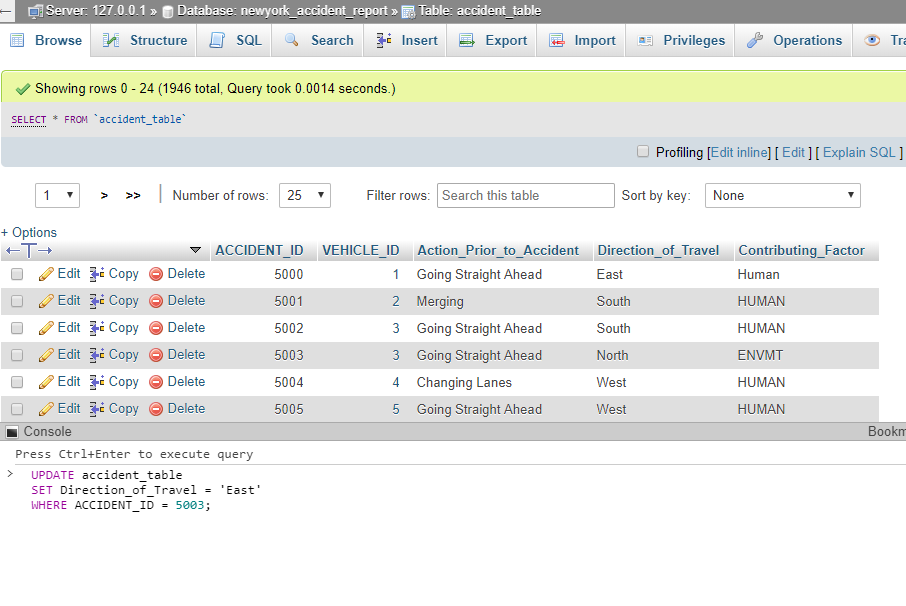 Server: 127.0.0.1 » Database: newyork_accident_report » Table: accident_table
Browse Structure SQL Search Insert Export Import Privileges Operations Tra
Showing rows 0 - 24 (1946 total, Query took 0.0014 seconds.)
SELECT * FROM `accident_table`
Profiling [Edit inline] [ Edit ] [ Explain SQL ]
1 > >> Number of rows: 25 Filter rows: Search this table Sort by key: None
+ Options
←T→ ACCIDENT_ID VEHICLE_ID Action_Prior_to_Accident Direction_of_Travel Contributing_Factor
Edit Copy Delete 5000 1 Going Straight Ahead East Human
Edit Copy Delete 5001 2 Merging South HUMAN
Edit Copy Delete 5002 3 Going Straight Ahead South HUMAN
Edit Copy Delete 5003 3 Going Straight Ahead North ENVMT
Edit Copy Delete 5004 4 Changing Lanes West HUMAN
Edit Copy Delete 5005 5 Going Straight Ahead West HUMAN
Console Bookm
Press Ctrl+Enter to execute query
> UPDATE accident_table
SET Direction_of_Travel = 'East'
WHERE ACCIDENT_ID = 5003;